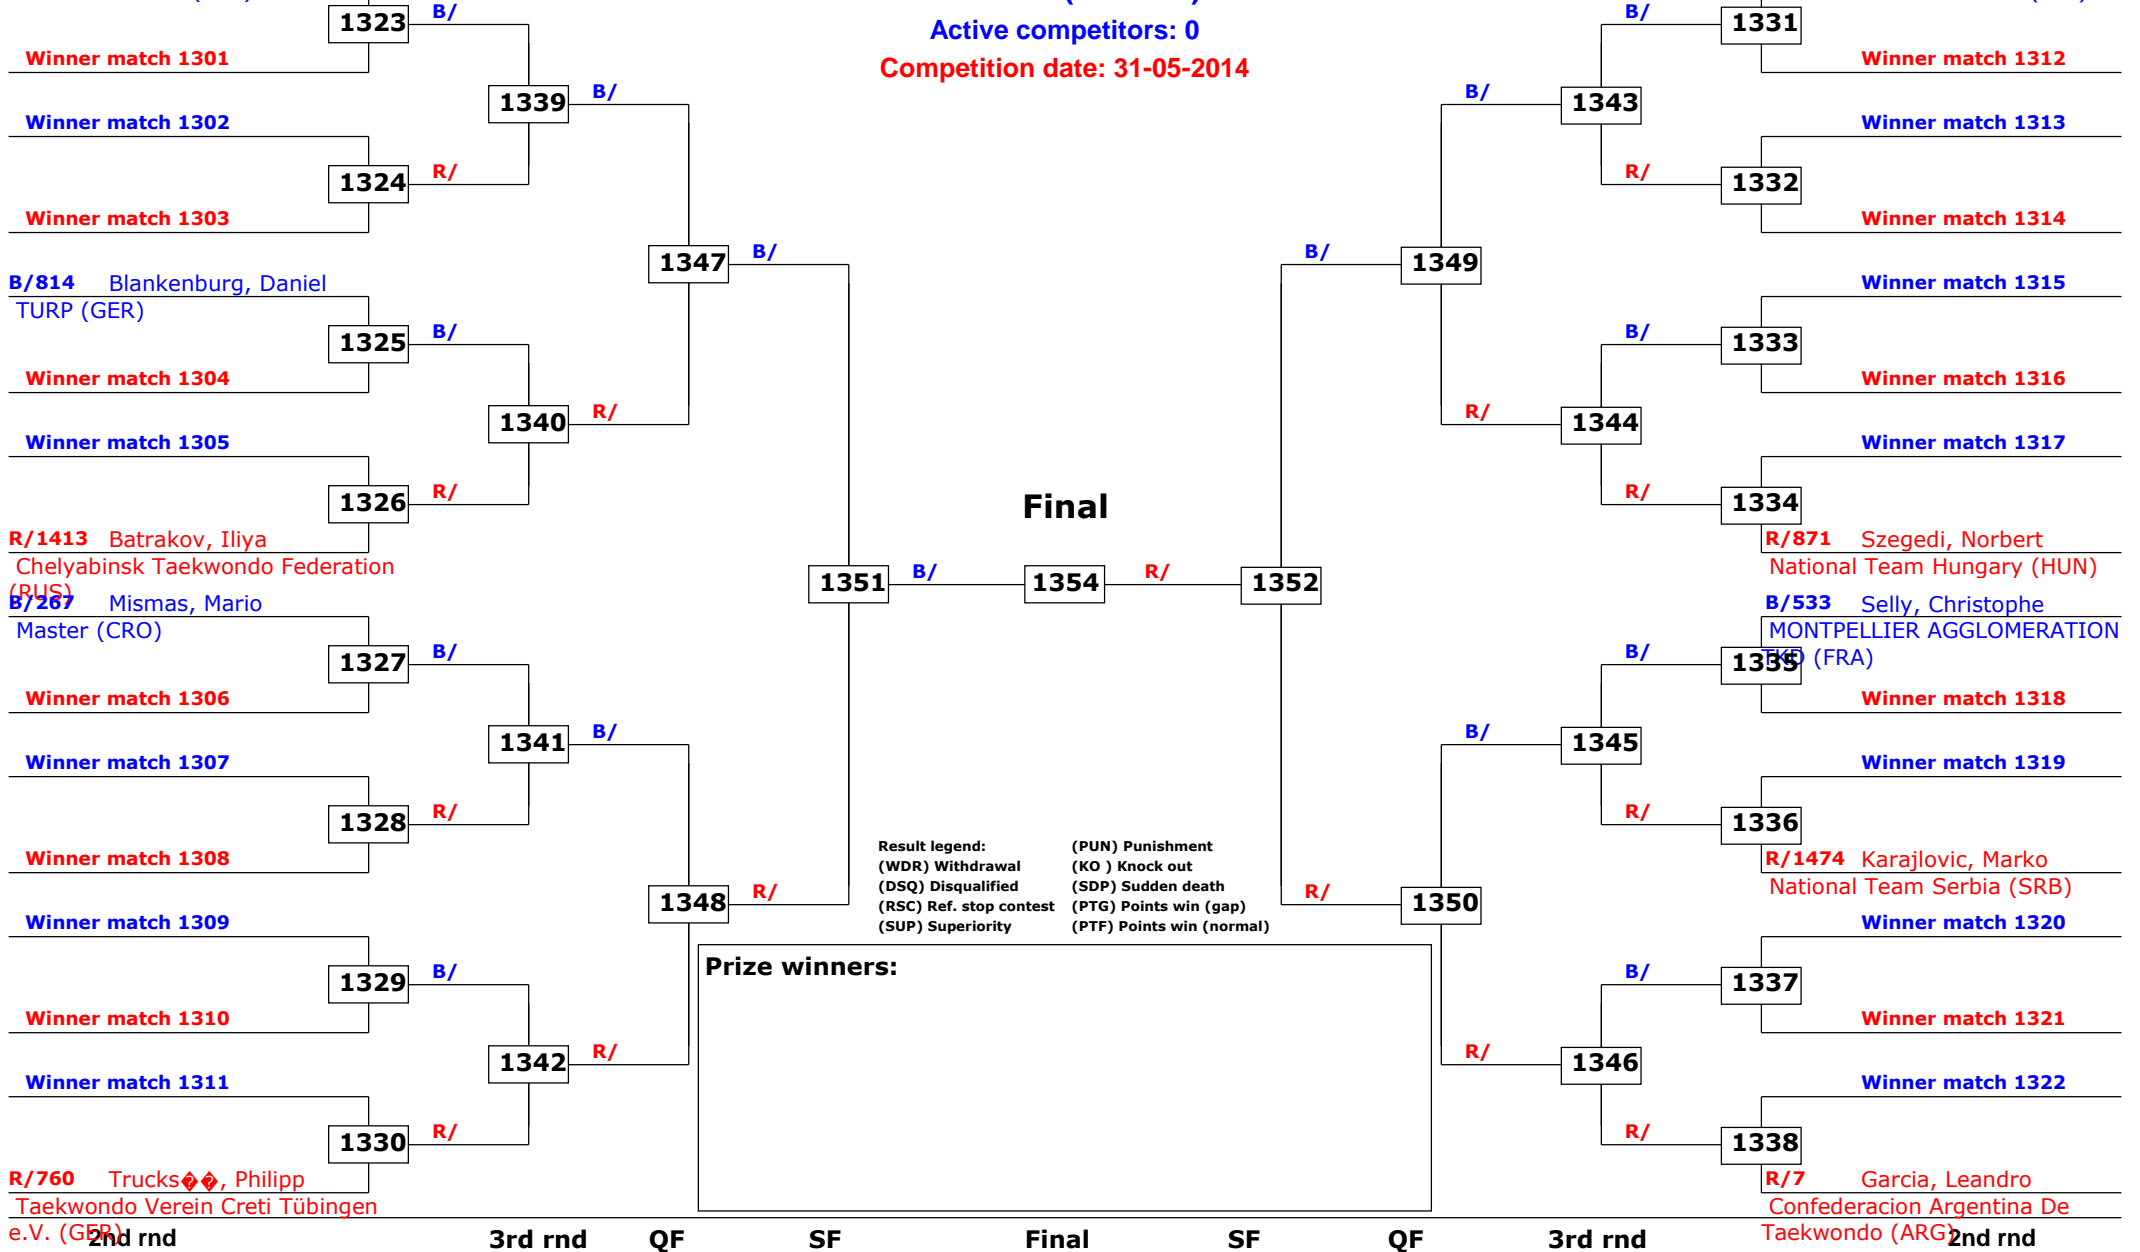 Active competitors: 0
Competition date: 31-05-2014
1323
B/
Winner match 1301
1339
B/
Winner match 1302
1324
R/
Winner match 1303
1347
B/
B/814 Blankenburg, Daniel
TURP (GER)
1325
B/
Winner match 1304
1340
R/
Winner match 1305
1326
R/
R/1413 Batrakov, Iliya
Chelyabinsk Taekwondo Federation
(RUS)
B/267 Mismas, Mario
Master (CRO)
1327
B/
Winner match 1306
1341
B/
Winner match 1307
1328
R/
Winner match 1308
1348
R/
Winner match 1309
1329
B/
Winner match 1310
1342
R/
Winner match 1311
1330
R/
R/760 Trucks��, Philipp
Taekwondo Verein Creti Tübingen
e.V. (GER)
Final
1351
B/
1354
R/
1352
B/
1331
Winner match 1312
B/
1343
Winner match 1313
R/
1332
Winner match 1314
B/
1349
Winner match 1315
B/
1333
Winner match 1316
R/
1344
Winner match 1317
R/
1334
R/871 Szegedi, Norbert
National Team Hungary (HUN)
B/533 Selly, Christophe
MONTPELLIER AGGLOMERATION
TKD (FRA)
B/
1335
Winner match 1318
B/
1345
Winner match 1319
R/
1336
R/1474 Karajlovic, Marko
National Team Serbia (SRB)
R/
1350
Winner match 1320
B/
1337
Winner match 1321
R/
1346
Winner match 1322
R/
1338
R/7 Garcia, Leandro
Confederacion Argentina De
Taekwondo (ARG)
Result legend:
(WDR) Withdrawal
(DSQ) Disqualified
(RSC) Ref. stop contest
(SUP) Superiority
(PUN) Punishment
(KO ) Knock out
(SDP) Sudden death
(PTG) Points win (gap)
(PTF) Points win (normal)
Prize winners:
2nd rnd 3rd rnd QF SF Final SF QF 3rd rnd 2nd rnd